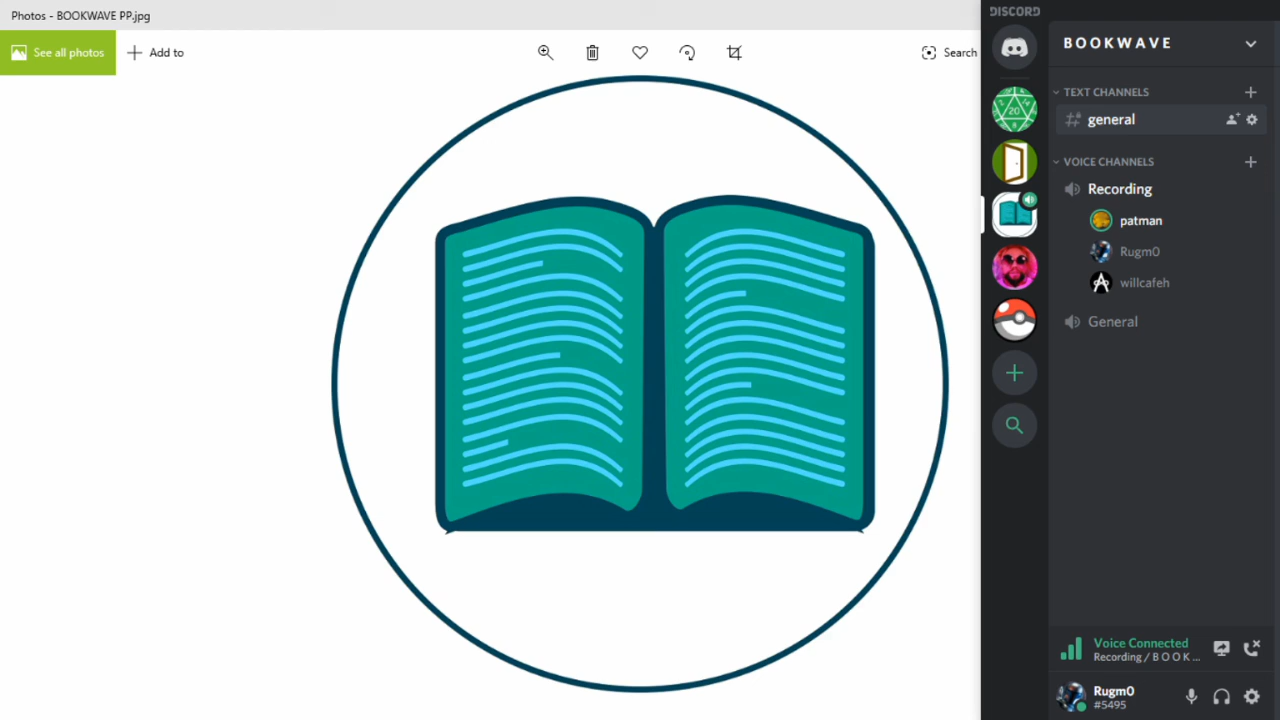 Photos - BOOKWAVE PP.jpg
See all photos
Add to
Search
DISCORD
BOOKWAVE
TEXT CHANNELS
general
VOICE CHANNELS
Recording
patman
Rugm0
willcafeh
General
Voice Connected
Recording / B O O K ...
Rugm0
#5495
20